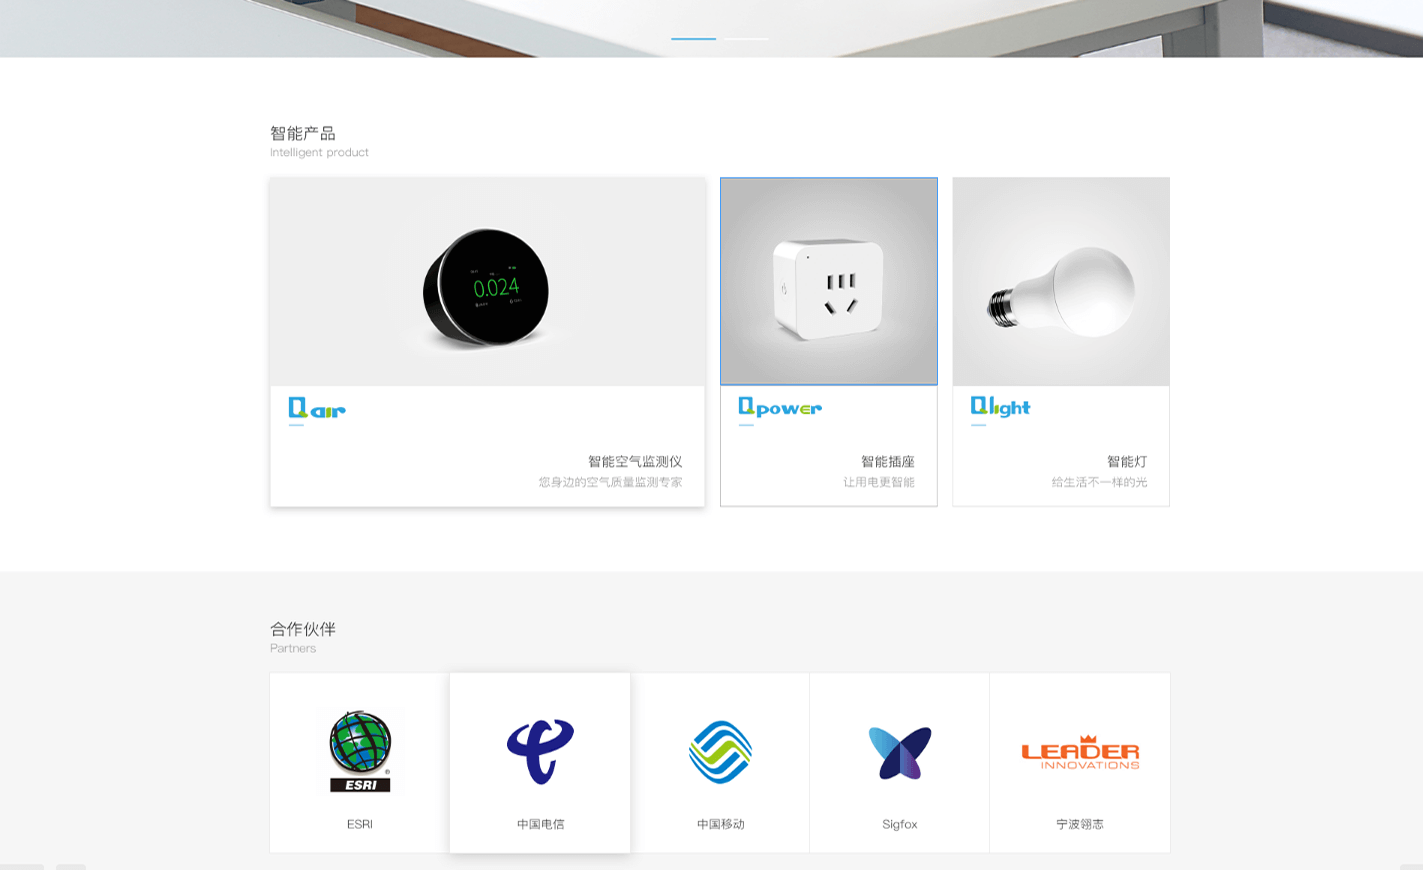 智能产品
Intelligent product
0.024
Qair
智能空气监测仪
您身边的空气质量监测专家
Qpower
智能插座
让用电更智能
Qlight
智能灯
给生活不一样的光
合作伙伴
Partners
ESRI
®
ESRI
中国电信
中国移动
Sigfox
LEADER
INNOVATIONS
宁波翎志